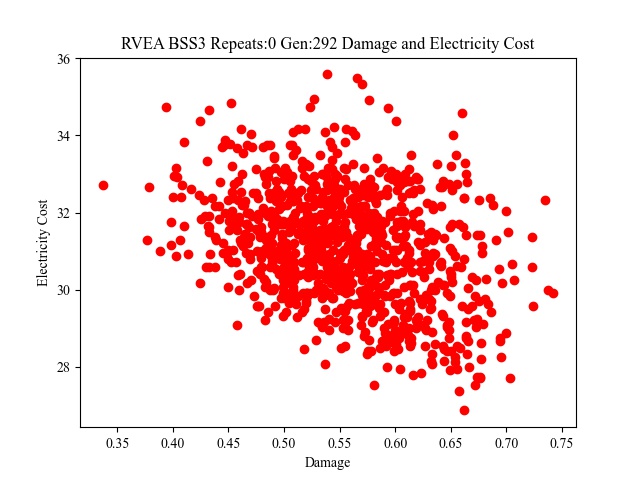 RVEA BSS3 Repeats:0 Gen:292 Damage and Electricity Cost
36
34
32
30
28
Electricity Cost
0.35 0.40 0.45 0.50 0.55 0.60 0.65 0.70 0.75
Damage